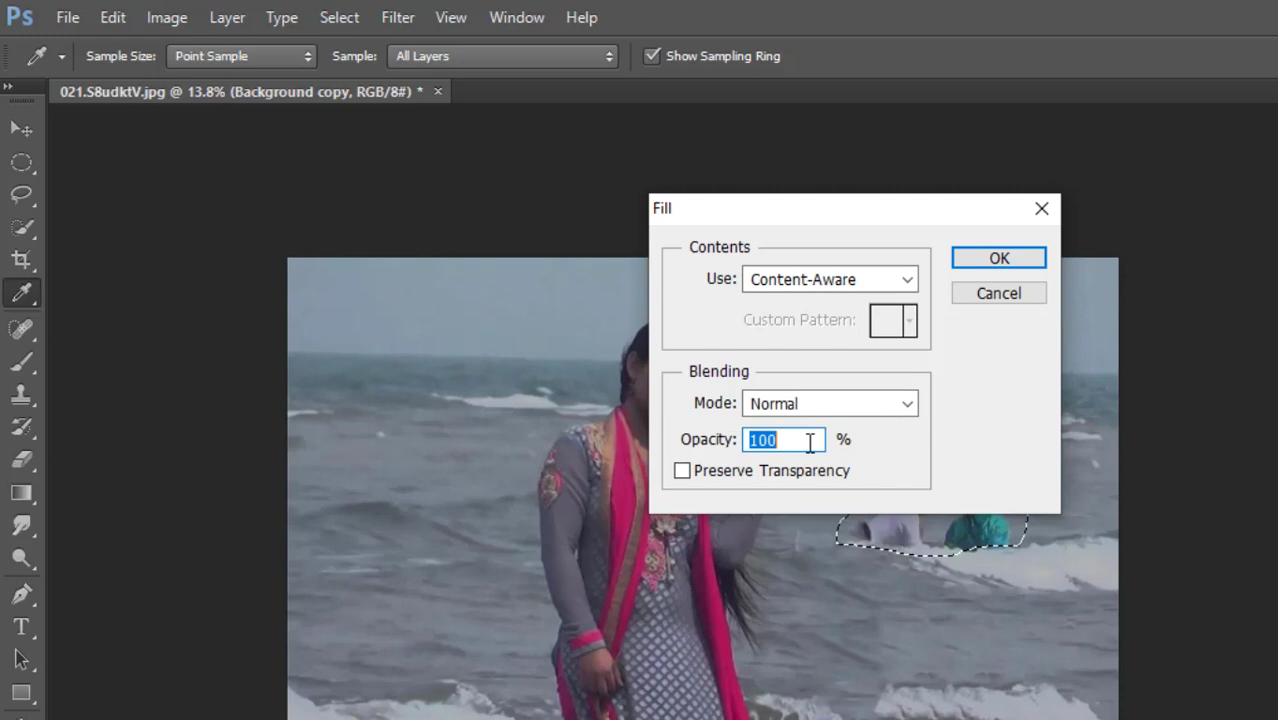 Ps File Edit Image Layer Type Select Filter View Window Help
Sample Size: Point Sample Sample: All Layers Show Sampling Ring
021.S8udktV.jpg @ 13.8% (Background copy, RGB/8#) * ×
Fill
Contents
Use: Content-Aware
OK
Custom Pattern:
Cancel
Blending
Mode: Normal
Opacity: 100 %
Preserve Transparency